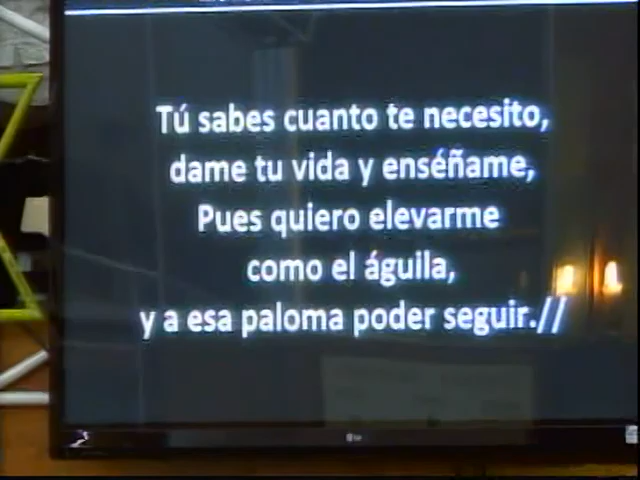 Tú sabes cuanto te necesito,
dame tu vida y enséñame,
Pues quiero elevarme
como el águila,
y a esa paloma poder seguir.//